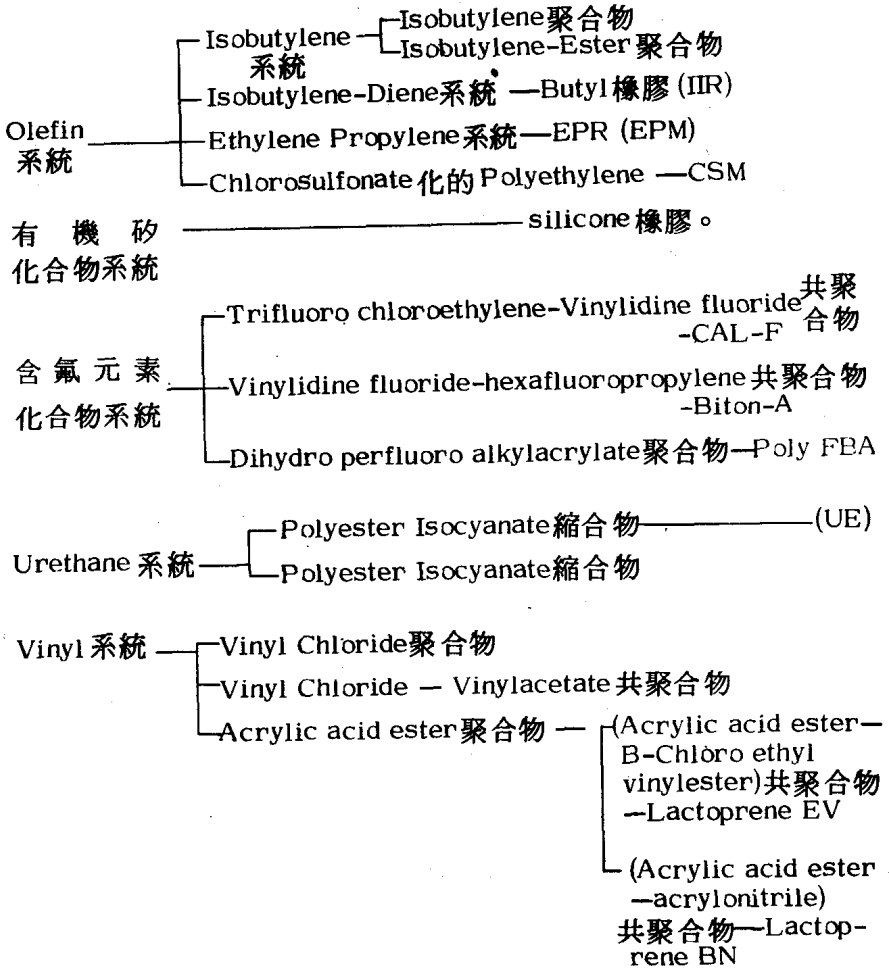 Isobutylene聚合物
Isobutylene
系統
Isobutylene-Ester聚合物
Isobutylene-Diene系統—Butyl橡膠(IIR)
Olefin
系統
Ethylene Propylene系統—EPR (EPM)
Chlorosulfonate化的Polyethylene—CSM
有機矽
化合物系統
silicone橡膠。
Trifluoro chloroethylene-Vinylidine fluoride共聚
合物
-CAL-F
含氟元素
化合物系統
Vinylidine fluoride-hexafluoropropylene共聚合物
-Biton-A
Dihydro perfluoro alkylacrylate聚合物—Poly FBA
Polyester Isocyanate縮合物—(UE)
Urethane系統
Polyester Isocyanate縮合物
Vinyl系統
Vinyl Chloride聚合物
Vinyl Chloride — Vinylacetate共聚合物
Acrylic acid ester聚合物—
(Acrylic acid ester—
B-Chloro ethyl
vinylester)共聚合物
—Lactoprene EV
(Acrylic acid ester
—acrylonitrile)
共聚合物—Lactop-
rene BN